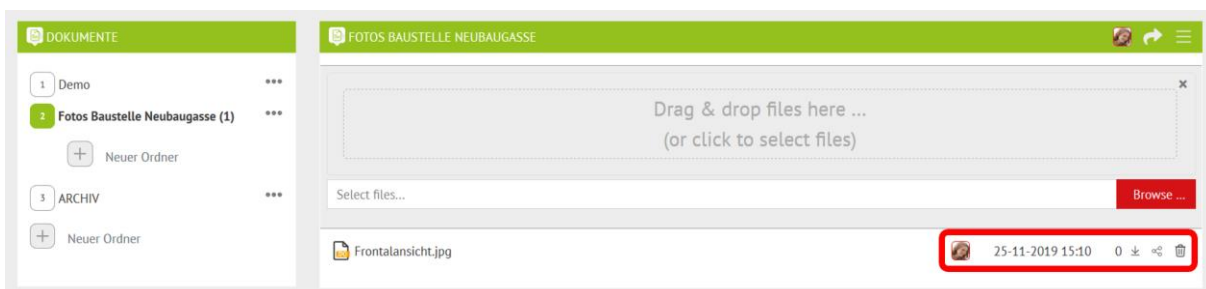 DOKUMENTE
1 Demo
2 Fotos Baustelle Neubaugasse (1)
Neuer Ordner
3 ARCHIV
Neuer Ordner
FOTOS BAUSTELLE NEUBAUGASSE
Drag & drop files here ...
(or click to select files)
Select files...
Browse ...
Frontalansicht.jpg 25-11-2019 15:10 0